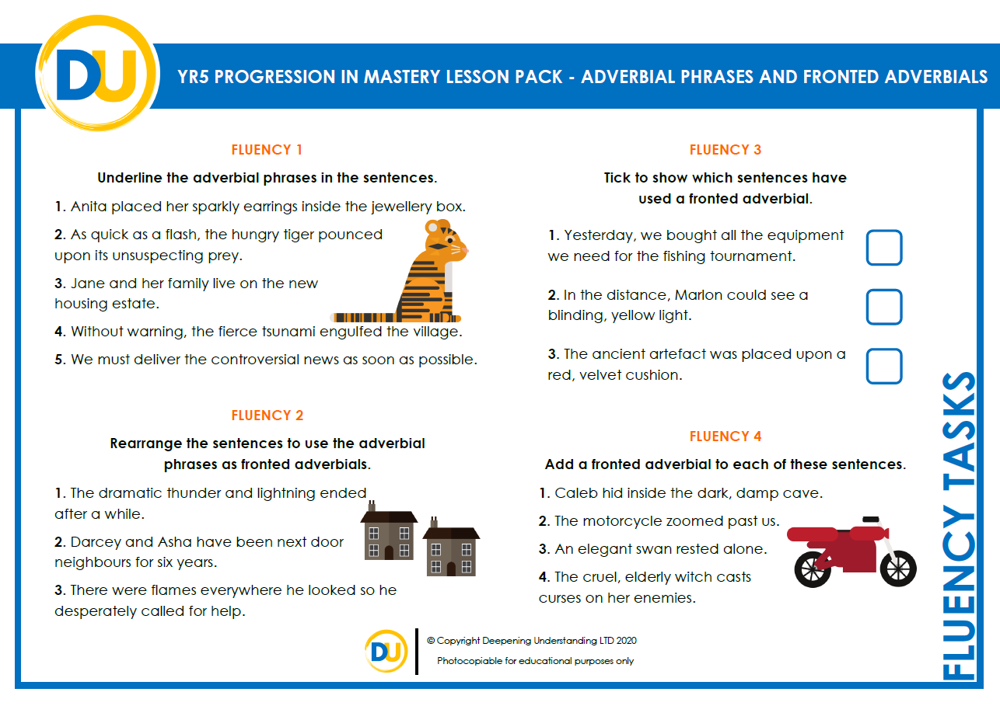 DU
YR5 PROGRESSION IN MASTERY LESSON PACK - ADVERBIAL PHRASES AND FRONTED ADVERBIALS
FLUENCY 1
Underline the adverbial phrases in the sentences.
1. Anita placed her sparkly earrings inside the jewellery box.
2. As quick as a flash, the hungry tiger pounced
upon its unsuspecting prey.
3. Jane and her family live on the new
housing estate.
4. Without warning, the fierce tsunami engulfed the village.
5. We must deliver the controversial news as soon as possible.
FLUENCY 2
Rearrange the sentences to use the adverbial
phrases as fronted adverbials.
1. The dramatic thunder and lightning ended
after a while.
2. Darcey and Asha have been next door
neighbours for six years.
3. There were flames everywhere he looked so he
desperately called for help.
FLUENCY 3
Tick to show which sentences have
used a fronted adverbial.
1. Yesterday, we bought all the equipment
we need for the fishing tournament.
2. In the distance, Marlon could see a
blinding, yellow light.
3. The ancient artefact was placed upon a
red, velvet cushion.
FLUENCY 4
Add a fronted adverbial to each of these sentences.
1. Caleb hid inside the dark, damp cave.
2. The motorcycle zoomed past us.
3. An elegant swan rested alone.
4. The cruel, elderly witch casts
curses on her enemies.
FLUENCY TASKS
DU
© Copyright Deepening Understanding LTD 2020
Photocopiable for educational purposes only